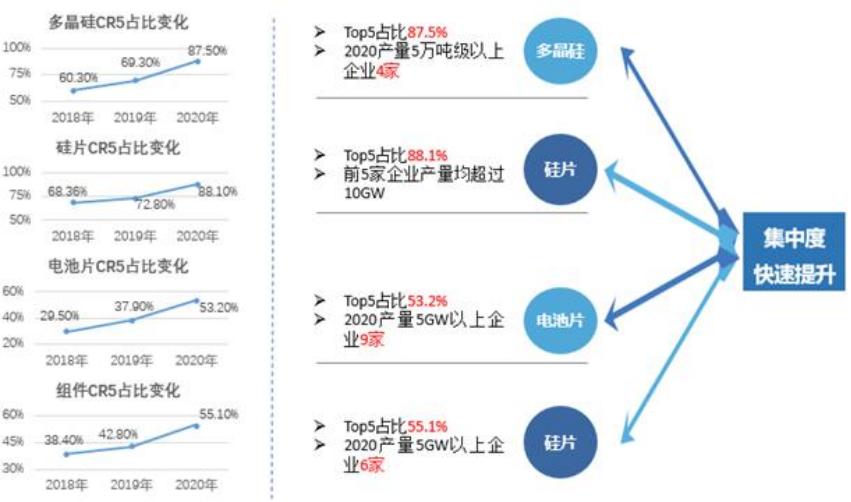 多晶硅CR5占比变化
100%
75%
50%
60.30%
69.30%
87.50%
2018年
2019年
2020年
硅片CR5占比变化
100%
75%
50%
68.36%
72.80%
88.10%
2018年
2019年
2020年
电池片CR5占比变化
60%
40%
20%
29.50%
37.90%
53.20%
2018年
2019年
2020年
组件CR5占比变化
60%
45%
30%
38.40%
42.80%
55.10%
2018年
2019年
2020年
➢ Top5占比87.5%
➢ 2020产量5万吨级以上
企业4家
多晶硅
➢ Top5占比88.1%
➢ 前5家企业产量均超过
10GW
硅片
➢ Top5占比53.2%
➢ 2020产量5GW以上企
业9家
电池片
➢ Top5占比55.1%
➢ 2020产量5GW以上企
业6家
硅片
集中度
快速提升